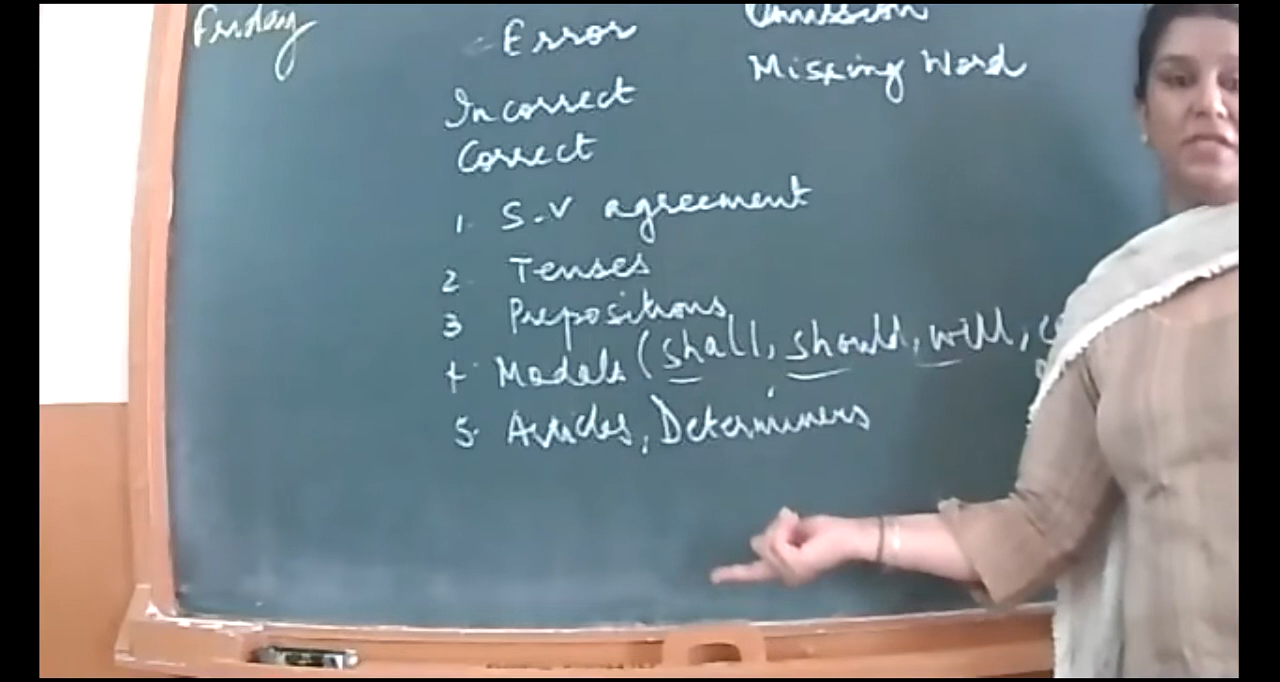 Friday
Error
Incorrect
Correct
Omission
Missing Word
1. S-V agreement
2. Tenses
3 Prepositions
4. Modals (shall, should, will,
5. Articles, Determiners